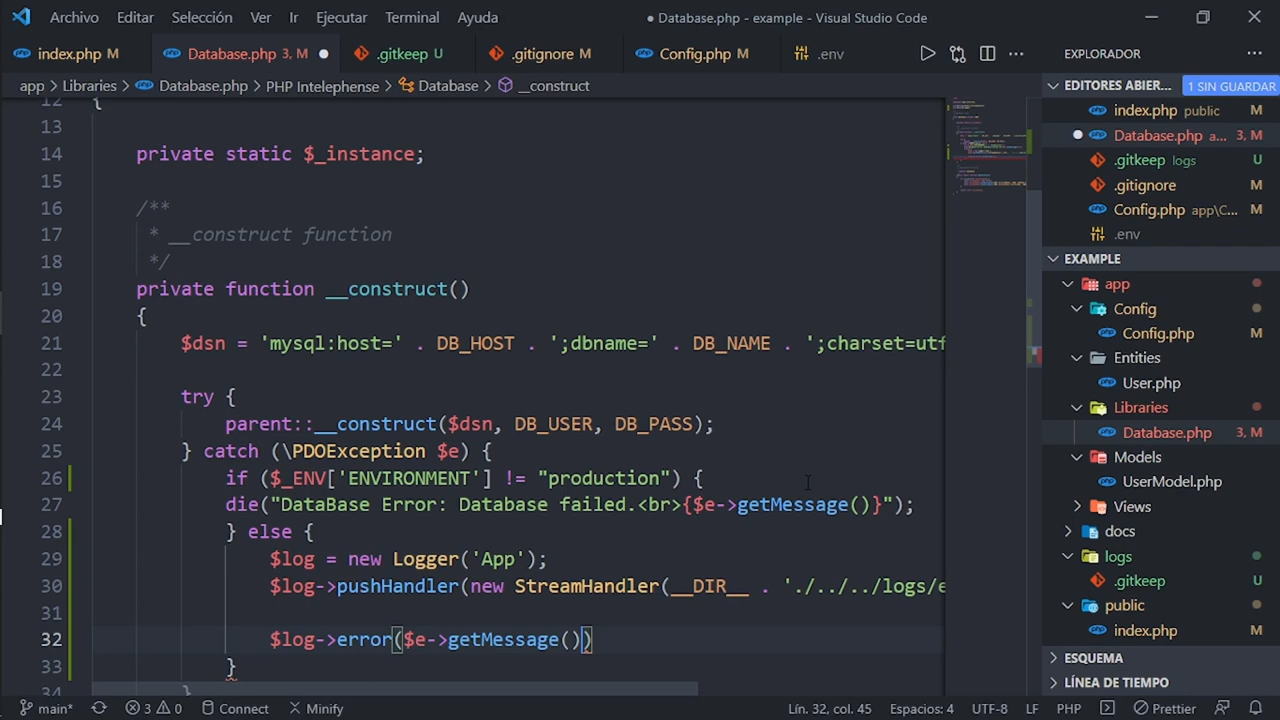 Archivo Editar Selección Ver Ir Ejecutar Terminal Ayuda ● Database.php - example - Visual Studio Code
index.php M Database.php 3, M .gitkeep U .gitignore M Config.php M .env
app > Libraries > Database.php > PHP Intelephense > Database > __construct
12 {
13
14 private static $_instance;
15
16 /**
17 * __construct function
18 */
19 private function __construct()
20 {
21 $dsn = 'mysql:host=' . DB_HOST . ';dbname=' . DB_NAME . ';charset=utf
22
23 try {
24 parent::__construct($dsn, DB_USER, DB_PASS);
25 } catch (\PDOException $e) {
26 if ($_ENV['ENVIRONMENT'] != "production") {
27 die("DataBase Error: Database failed.<br>{$e->getMessage()}");
28 } else {
29 $log = new Logger('App');
30 $log->pushHandler(new StreamHandler(__DIR__ . './../../logs/e
31
32 $log->error($e->getMessage())
33 }
34 }
EXPLORADOR
EDITORES ABIER... 1 SIN GUARDAR
index.php public M
Database.php a... 3, M
.gitkeep logs U
.gitignore M
Config.php app\C... M
.env
EXAMPLE
app
Config
Config.php M
Entities
User.php
Libraries
Database.php 3, M
Models
UserModel.php
Views
docs
logs
.gitkeep U
public
index.php M
ESQUEMA
LÍNEA DE TIEMPO
main* 3 0 Connect Minify Lín. 32, col. 45 Espacios: 4 UTF-8 LF PHP Prettier